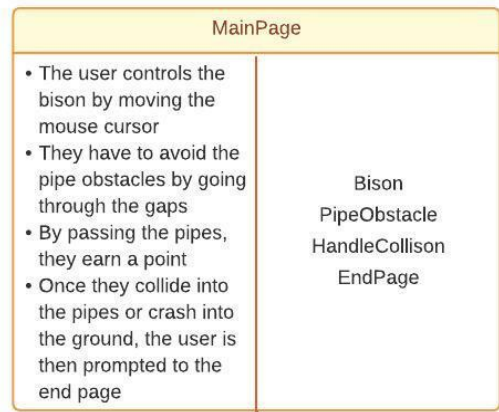 MainPage
• The user controls the
bison by moving the
mouse cursor
• They have to avoid the
pipe obstacles by going
through the gaps
• By passing the pipes,
they earn a point
• Once they collide into
the pipes or crash into
the ground, the user is
then prompted to the
end page
Bison
PipeObstacle
HandleCollison
EndPage